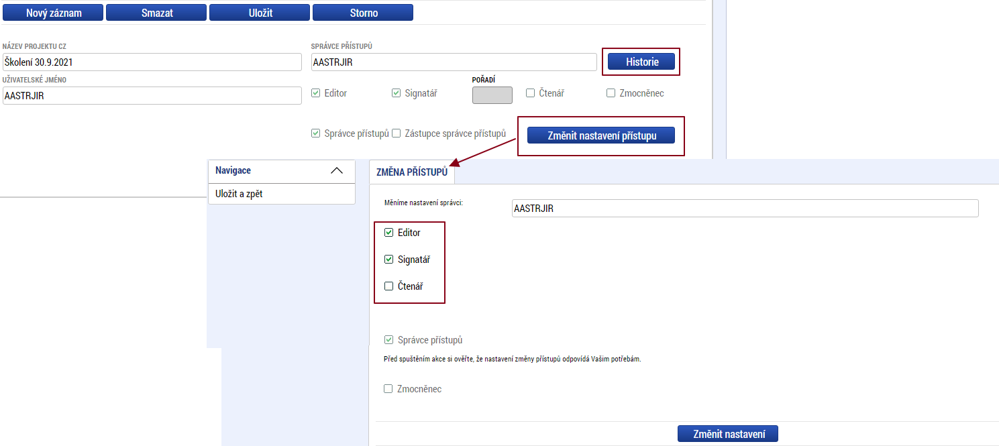 Nový záznam Smazat Uložit Storno
NÁZEV PROJEKTU CZ SPRÁVCE PŘÍSTUPŮ
Školení 30.9.2021 AASTRJIR Historie
UŽIVATELSKÉ JMÉNO POŘADÍ
AASTRJIR Editor Signatář Čtenář Zmocněnec
Správce přístupů Zástupce správce přístupů Změnit nastavení přístupu
Navigace
Uložit a zpět
ZMĚNA PŘÍSTUPŮ
Měníme nastavení správci: AASTRJIR
Editor
Signatář
Čtenář
Správce přístupů
Před spuštěním akce si ověřte, že nastavení změny přístupů odpovídá Vašim potřebám.
Zmocněnec
Změnit nastavení